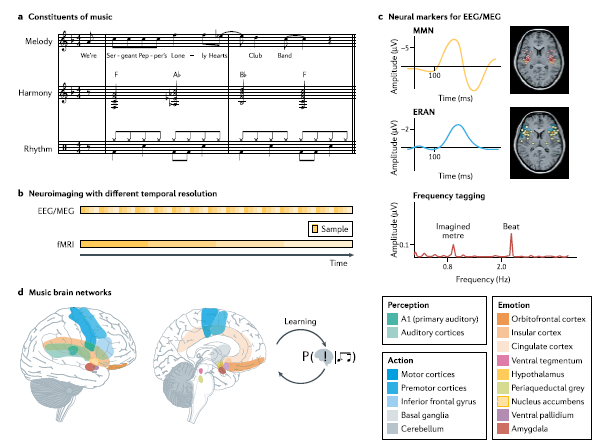 a Constituents of music
Melody
We're Ser - geant Pep - per's Lone - ly Hearts Club Band
F A♭ B♭ F
Harmony
Rhythm
b Neuroimaging with different temporal resolution
EEG/MEG
Sample
fMRI
Time
c Neural markers for EEG/MEG
MMN
Amplitude (µV)
−5
100
Time (ms)
ERAN
Amplitude (µV)
−2
100
Time (ms)
Frequency tagging
Amplitude (µV)
0.1
Imagined
metre
Beat
0.8 2.0
Frequency (Hz)
d Music brain networks
Learning
P( ! |♫)
Perception
A1 (primary auditory)
Auditory cortices
Action
Motor cortices
Premotor cortices
Inferior frontal gyrus
Basal ganglia
Cerebellum
Emotion
Orbitofrontal cortex
Insular cortex
Cingulate cortex
Ventral tegmentum
Hypothalamus
Periaqueductal grey
Nucleus accumbens
Ventral pallidium
Amygdala